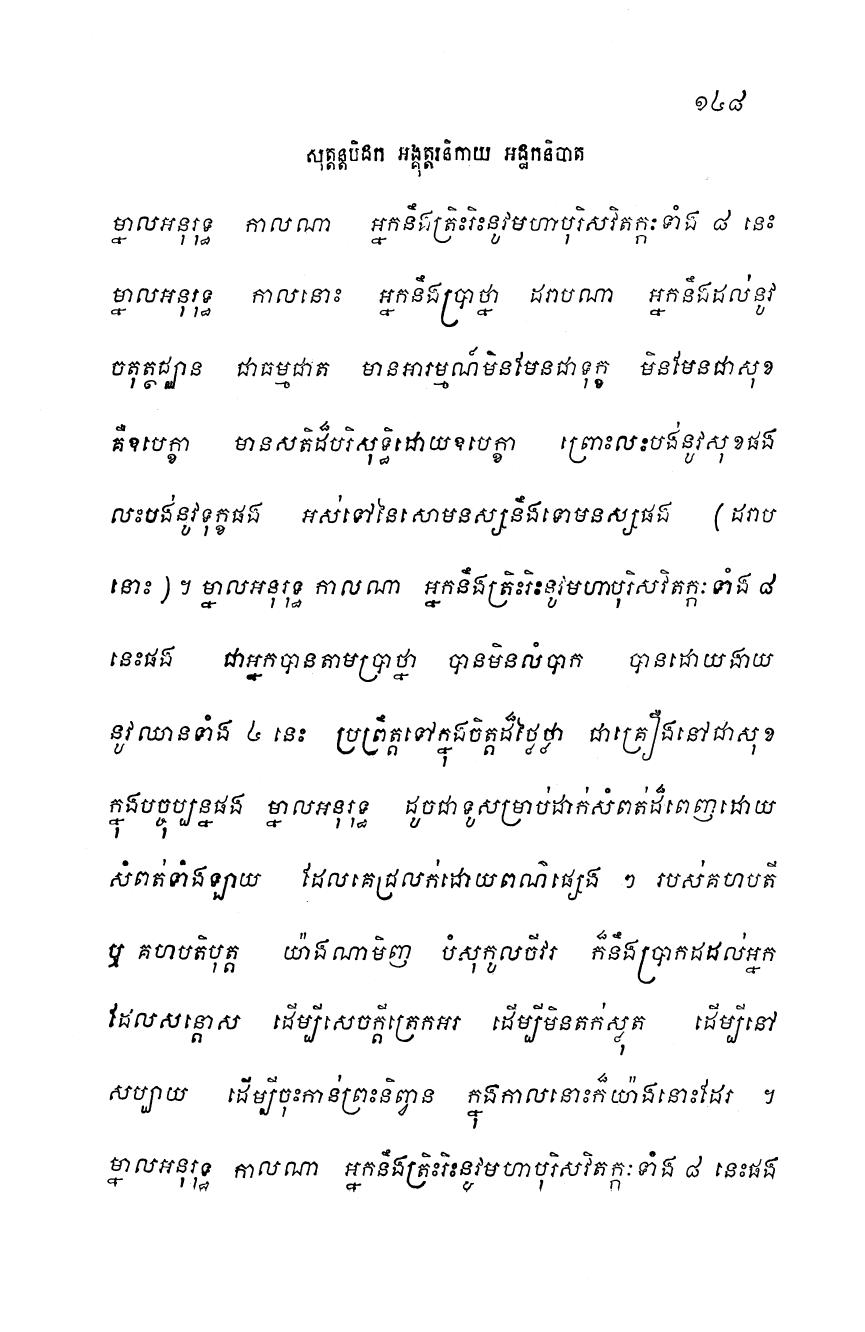 ១៤៨
សុត្តន្តបិដក អង្គុត្តរនិកាយ អដ្ឋកនិបាត
ម្នាលអនុរុទ្ធ កាលណា អ្នកនឹងត្រិះរិះនូវមហាបុរិសវិតក្កៈទាំង ៨ នេះ
ម្នាលអនុរុទ្ធ កាលនោះ អ្នកនឹងប្រាថ្នា ដរាបណា អ្នកនឹងដល់នូវ
ចតុត្ថជ្ឈាន ជាធម្មជាត មានអារម្មណ៍មិនមែនជាទុក្ខ មិនមែនជាសុខ
គឺឧបេក្ខា មានសតិដ៏បរិសុទ្ធិដោយឧបេក្ខា ព្រោះលះបង់នូវសុខផង
លះបង់នូវទុក្ខផង អស់ទៅនៃសោមនស្សនឹងទោមនស្សផង (ដរាប
នោះ)។ ម្នាលអនុរុទ្ធ កាលណា អ្នកនឹងត្រិះរិះនូវមហាបុរិសវិតក្កៈទាំង ៨
នេះផង ជាអ្នកបានតាមប្រាថ្នា បានមិនលំបាក បានដោយងាយ
នូវឈានទាំង ៤ នេះ ប្រព្រឹត្តទៅក្នុងចិត្តដ៏ថ្លៃថ្លា ជាគ្រឿងនៅជាសុខ
ក្នុងបច្ចុប្បន្នផង ម្នាលអនុរុទ្ធ ដូចជាទូសម្រាប់ដាក់សំពត់ដ៏ពេញដោយ
សំពត់ទាំងឡាយ ដែលគេជ្រលក់ដោយពណ៌ផ្សេង ៗ របស់គហបតី
ឬ គហបតិបុត្ត យ៉ាងណាមិញ បំសុកូលចីវរ ក៏នឹងប្រាកដដល់អ្នក
ដែលសន្តោស ដើម្បីសេចក្តីត្រេកអរ ដើម្បីមិនតក់ស្លុត ដើម្បីនៅ
សប្បាយ ដើម្បីចុះកាន់ព្រះនិព្វាន ក្នុងកាលនោះក៏យ៉ាងនោះដែរ ។
ម្នាលអនុរុទ្ធ កាលណា អ្នកនឹងត្រិះរិះនូវមហាបុរិសវិតក្កៈទាំង ៨ នេះផង